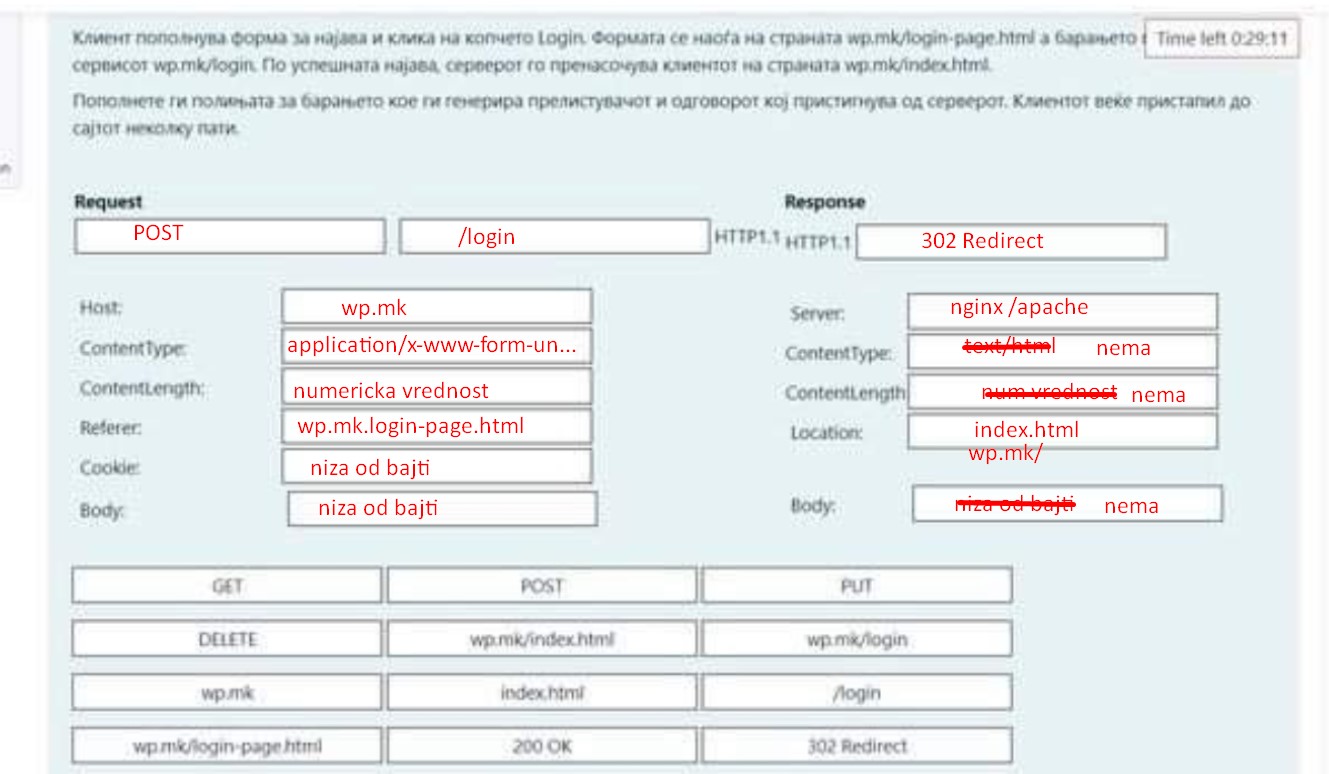 Клиент пополнува форма за најава и клика на копчето Login. Формата се наоѓа на страната wp.mk/login-page.html а барањето
Time left 0:29:11
сервисот wp.mk/login. По успешната најава, серверот го пренасочува клиентот на страната wp.mk/index.html.
Пополнете ги полињата за барањето кое ги генерира прелистувачот и одговорот кој пристигнува од серверот. Клиентот веќе пристапил до
сајтот неколку пати.
Request
Response
POST /login HTTP1.1
HTTP1.1 302 Redirect
Host: wp.mk
Server: nginx /apache
ContentType: application/x-www-form-un...
ContentType: text/html nema
ContentLength: numericka vrednost
ContentLength num vrednost nema
Referer: wp.mk.login-page.html
Location: index.html
wp.mk/
Cookie: niza od bajti
Body: niza od bajti
Body: niza od bajti nema
GET POST PUT
DELETE wp.mk/index.html wp.mk/login
wp.mk index.html /login
wp.mk/login-page.html 200 OK 302 Redirect